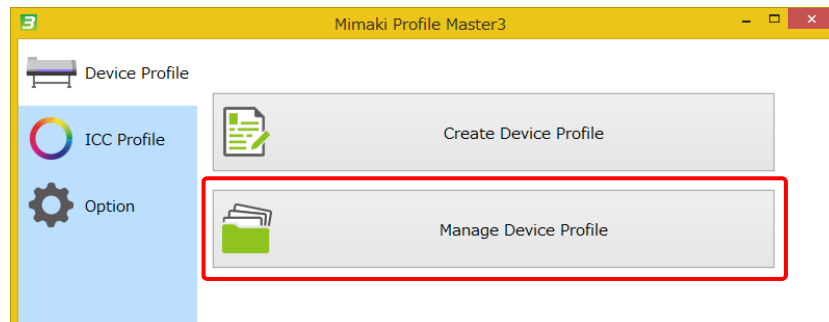 3 Mimaki Profile Master3
Device Profile
Create Device Profile
ICC Profile
Option
Manage Device Profile